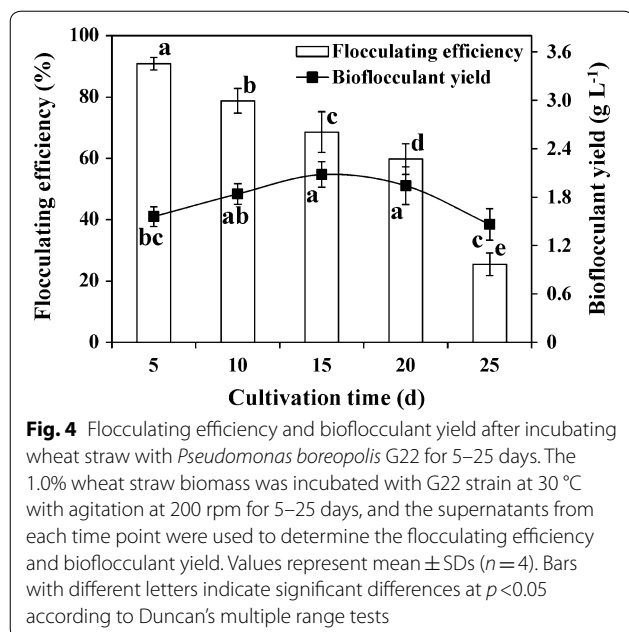 100
80
60
40
20
0
Flocculating efficiency (%)
Flocculating efficiency
Bioflocculant yield
a
b
c
d
e
bc
ab
a
a
c
3.6
3.0
2.4
1.8
1.2
0.6
0.0
Bioflocculant yield (g L-1)
5 10 15 20 25
Cultivation time (d)
Fig. 4 Flocculating efficiency and bioflocculant yield after incubating
wheat straw with Pseudomonas boreopolis G22 for 5–25 days. The
1.0% wheat straw biomass was incubated with G22 strain at 30 °C
with agitation at 200 rpm for 5–25 days, and the supernatants from
each time point were used to determine the flocculating efficiency
and bioflocculant yield. Values represent mean ± SDs (n = 4). Bars
with different letters indicate significant differences at p <0.05
according to Duncan's multiple range tests